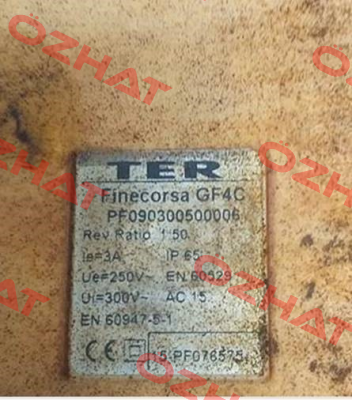 OZHAT
OZHAT
OZHAT
OZHAT
OZHAT
TER
Finecorsa GF4C
PF090300500006
Rev Ratio 1:50
Ie=3A~ IP 65
Ue=250V~ EN 60529
Ui=300V~ AC 15
EN 60947-5-1
CE 15-PF076575